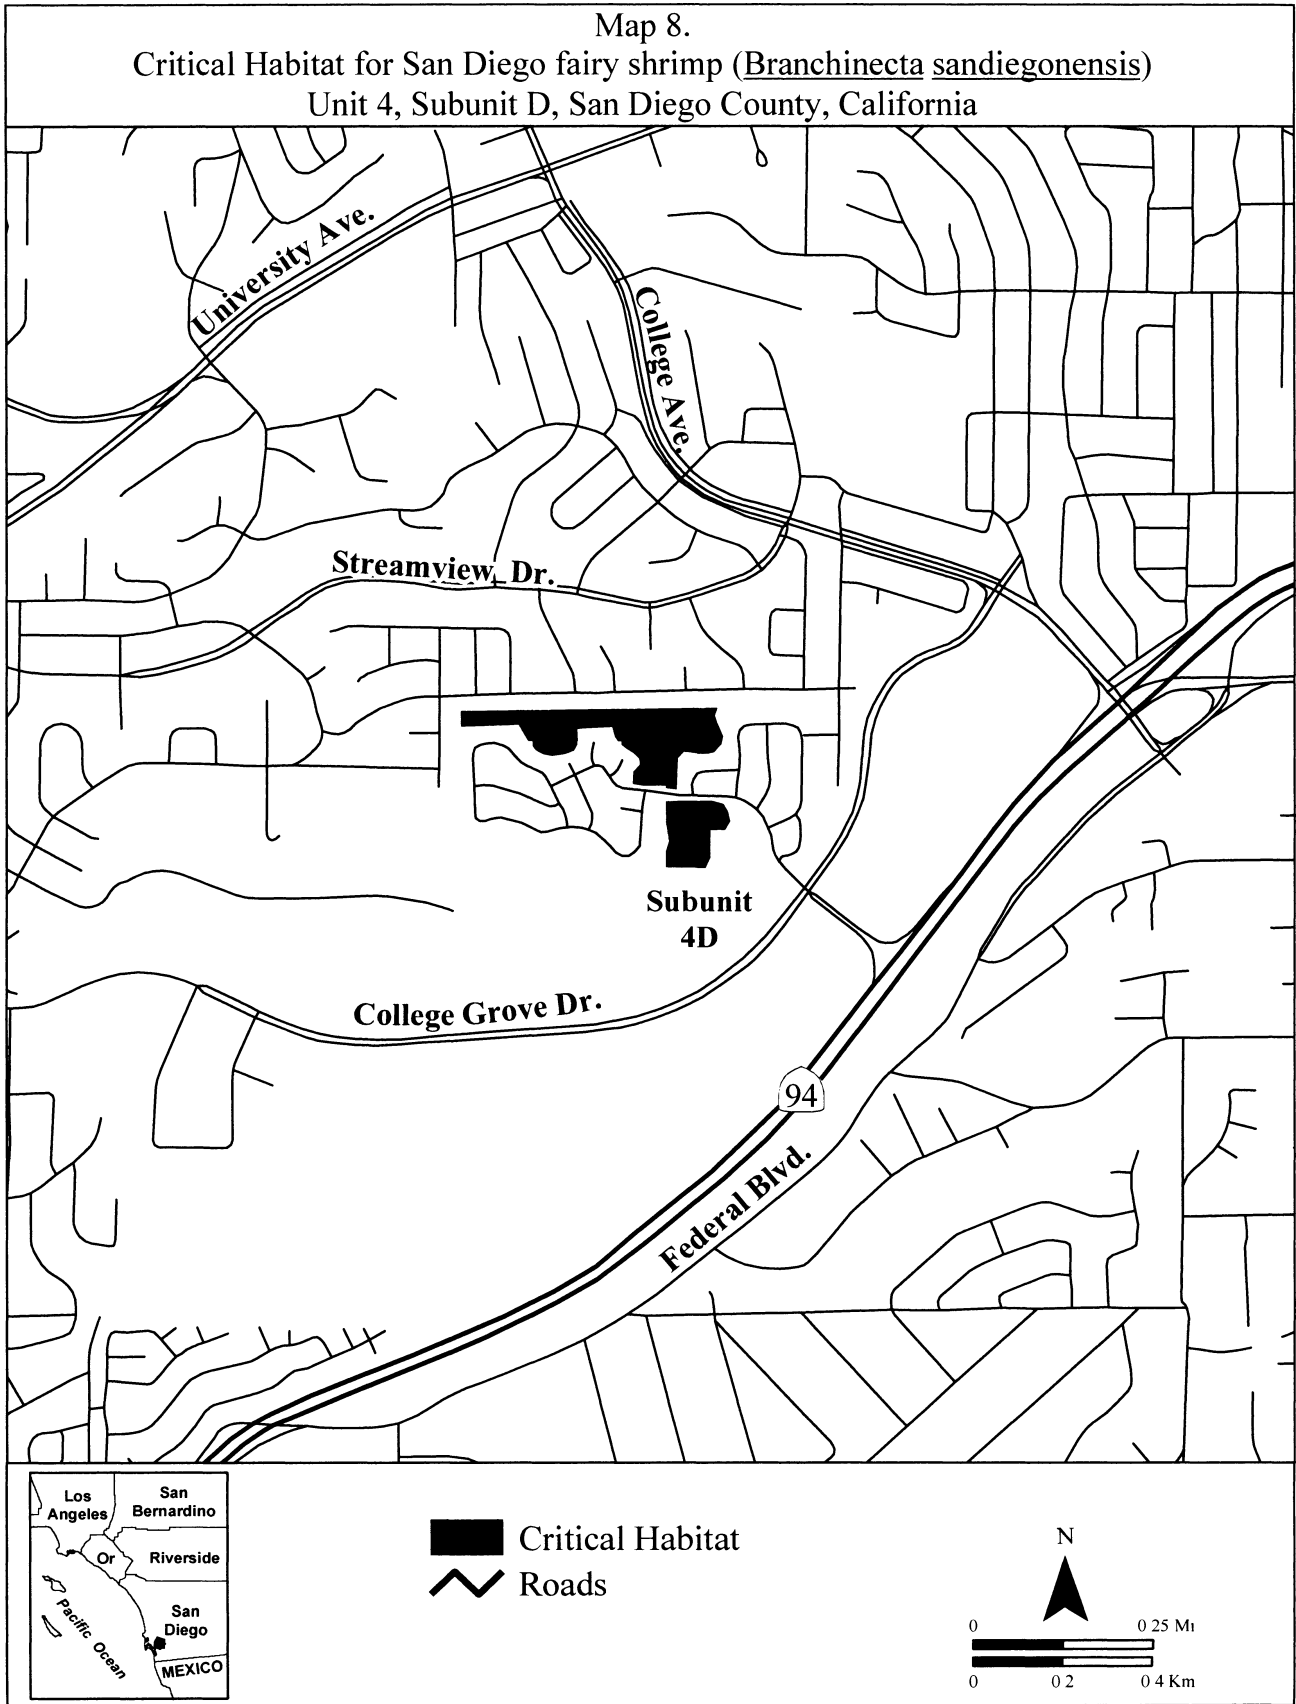 Map 8.
Critical Habitat for San Diego fairy shrimp (Branchinecta sandiegonensis)
Unit 4, Subunit D, San Diego County, California
University Ave.
College Ave.
Streamview Dr.
Subunit
4D
College Grove Dr.
94
Federal Blvd.
Los
Angeles
San
Bernardino
Or
Riverside
San
Diego
Pacific Ocean
MEXICO
Critical Habitat
Roads
N
0 0 25 Mi
0 0 2 0 4 Km